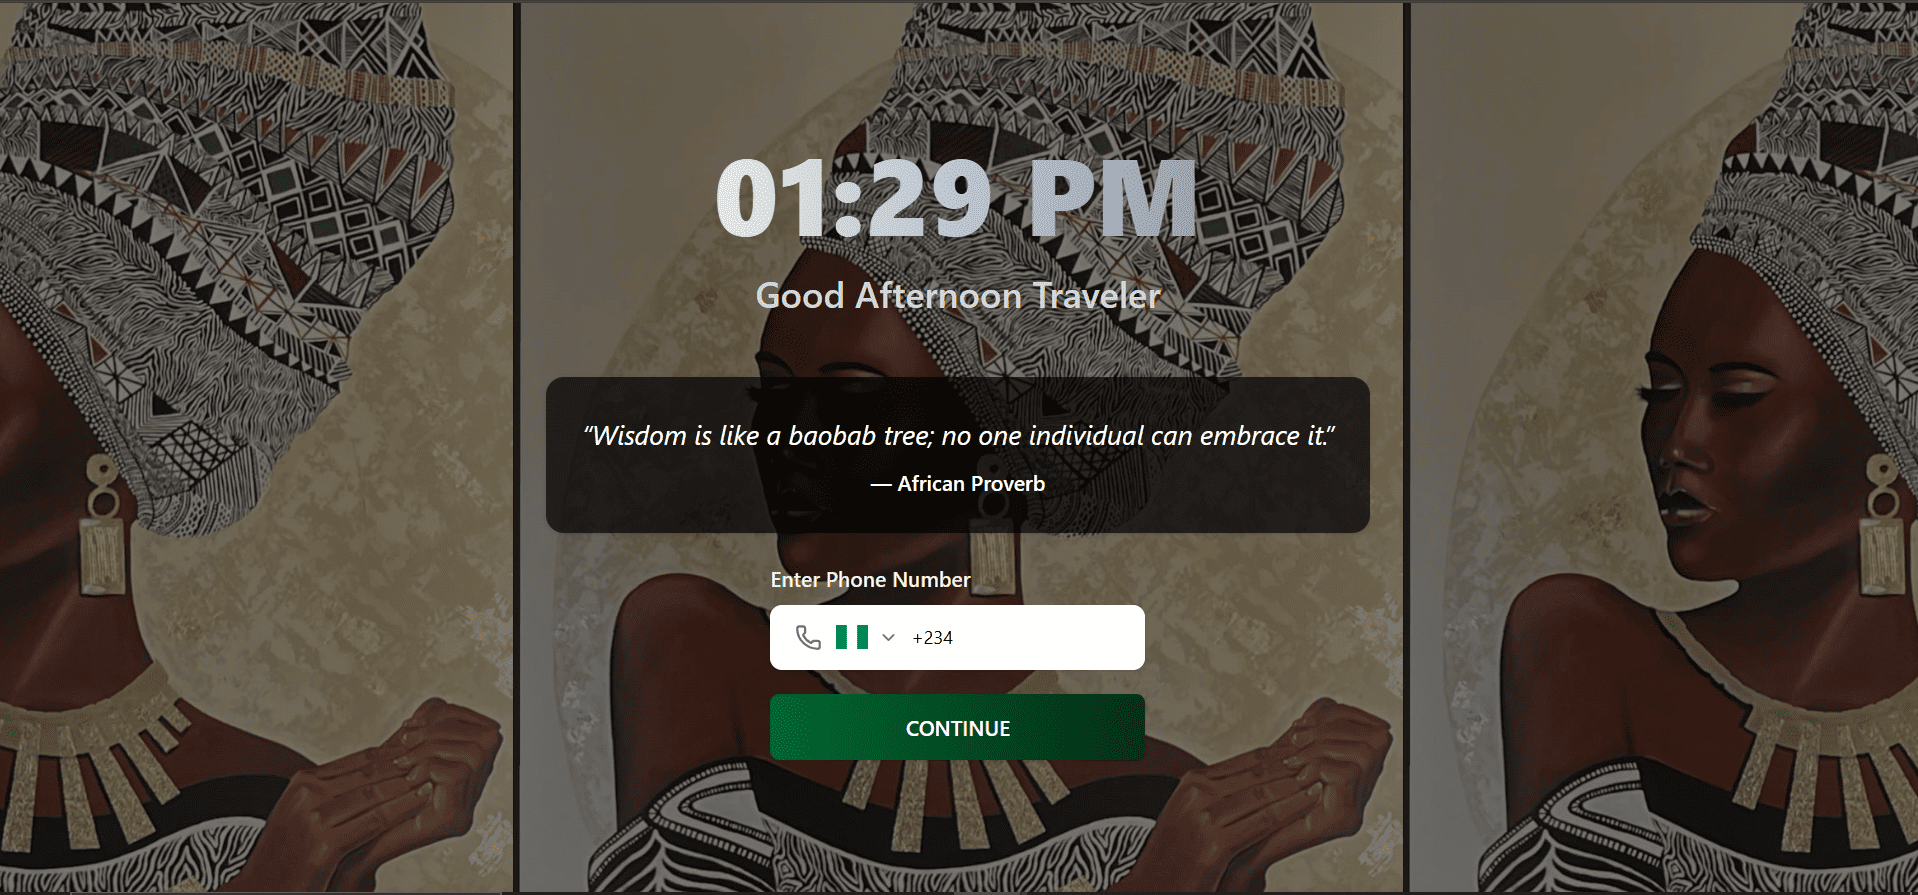 01:29 PM
Good Afternoon Traveler
“Wisdom is like a baobab tree; no one individual can embrace it.”
— African Proverb
Enter Phone Number
+234
CONTINUE